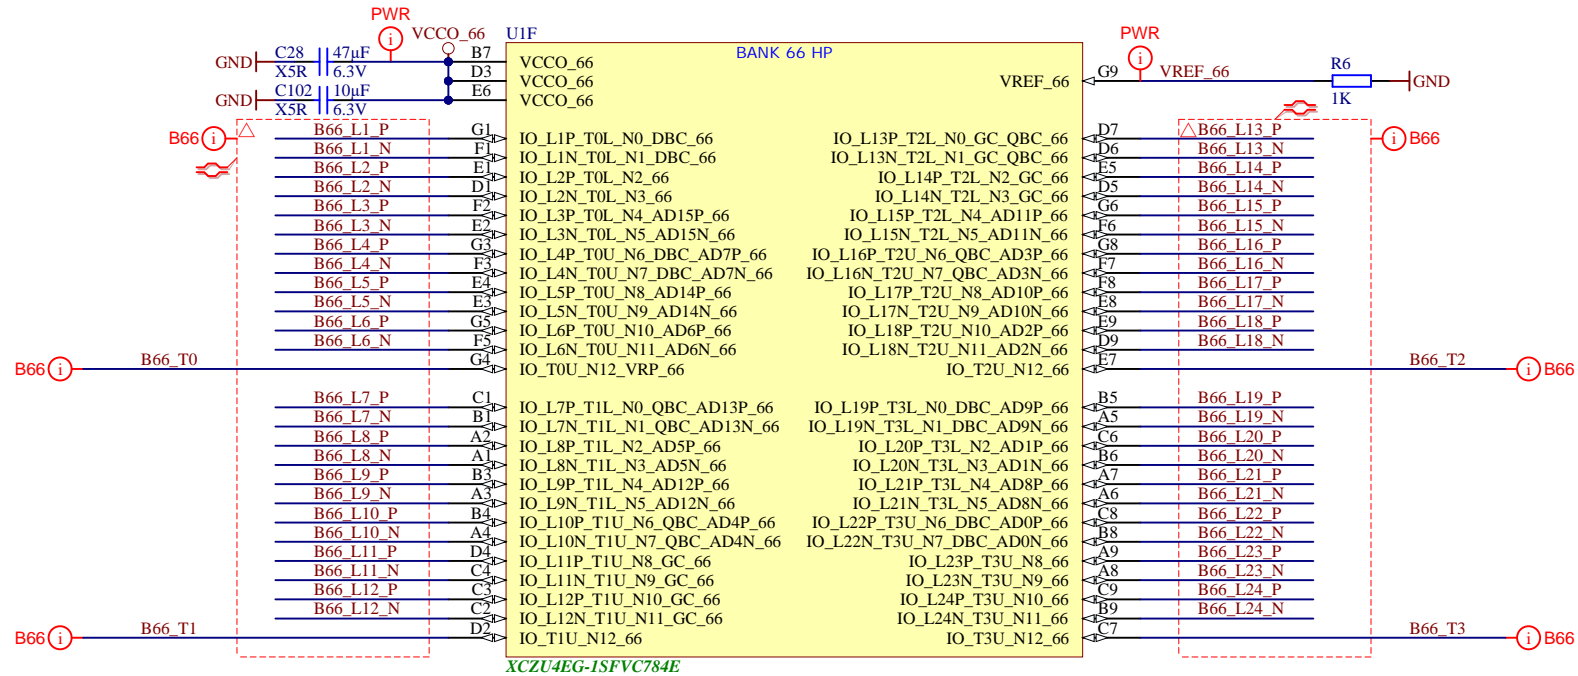 PWR
VCCO_66
U1F
PWR
C28 47µF
GND
X5R 6.3V
B7 VCCO_66
BANK 66 HP
D3 VCCO_66
VREF_66 G9 VREF_66
R6
1K
GND
C102 10µF
GND
X5R 6.3V
E6 VCCO_66
B66
B66
B66_L1_P G1 IO_L1P_T0L_N0_DBC_66
IO_L13P_T2L_N0_GC_QBC_66 D7 B66_L13_P
B66_L1_N F1 IO_L1N_T0L_N1_DBC_66
IO_L13N_T2L_N1_GC_QBC_66 D6 B66_L13_N
B66_L2_P E1 IO_L2P_T0L_N2_66
IO_L14P_T2L_N2_GC_66 E5 B66_L14_P
B66_L2_N D1 IO_L2N_T0L_N3_66
IO_L14N_T2L_N3_GC_66 D5 B66_L14_N
B66_L3_P F2 IO_L3P_T0L_N4_AD15P_66
IO_L15P_T2L_N4_AD11P_66 G6 B66_L15_P
B66_L3_N E2 IO_L3N_T0L_N5_AD15N_66
IO_L15N_T2L_N5_AD11N_66 F6 B66_L15_N
B66_L4_P G3 IO_L4P_T0U_N6_DBC_AD7P_66
IO_L16P_T2U_N6_QBC_AD3P_66 G8 B66_L16_P
B66_L4_N F3 IO_L4N_T0U_N7_DBC_AD7N_66
IO_L16N_T2U_N7_QBC_AD3N_66 F7 B66_L16_N
B66_L5_P E4 IO_L5P_T0U_N8_AD14P_66
IO_L17P_T2U_N8_AD10P_66 F8 B66_L17_P
B66_L5_N E3 IO_L5N_T0U_N9_AD14N_66
IO_L17N_T2U_N9_AD10N_66 E8 B66_L17_N
B66_L6_P G5 IO_L6P_T0U_N10_AD6P_66
IO_L18P_T2U_N10_AD2P_66 E9 B66_L18_P
B66_L6_N F5 IO_L6N_T0U_N11_AD6N_66
IO_L18N_T2U_N11_AD2N_66 D9 B66_L18_N
B66 B66_T0 G4 IO_T0U_N12_VRP_66
IO_T2U_N12_66 E7 B66_T2 B66
B66_L7_P C1 IO_L7P_T1L_N0_QBC_AD13P_66
IO_L19P_T3L_N0_DBC_AD9P_66 B5 B66_L19_P
B66_L7_N B1 IO_L7N_T1L_N1_QBC_AD13N_66
IO_L19N_T3L_N1_DBC_AD9N_66 A5 B66_L19_N
B66_L8_P A2 IO_L8P_T1L_N2_AD5P_66
IO_L20P_T3L_N2_AD1P_66 C6 B66_L20_P
B66_L8_N A1 IO_L8N_T1L_N3_AD5N_66
IO_L20N_T3L_N3_AD1N_66 B6 B66_L20_N
B66_L9_P B3 IO_L9P_T1L_N4_AD12P_66
IO_L21P_T3L_N4_AD8P_66 A7 B66_L21_P
B66_L9_N A3 IO_L9N_T1L_N5_AD12N_66
IO_L21N_T3L_N5_AD8N_66 A6 B66_L21_N
B66_L10_P B4 IO_L10P_T1U_N6_QBC_AD4P_66
IO_L22P_T3U_N6_DBC_AD0P_66 C8 B66_L22_P
B66_L10_N A4 IO_L10N_T1U_N7_QBC_AD4N_66
IO_L22N_T3U_N7_DBC_AD0N_66 B8 B66_L22_N
B66_L11_P D4 IO_L11P_T1U_N8_GC_66
IO_L23P_T3U_N8_66 A9 B66_L23_P
B66_L11_N C4 IO_L11N_T1U_N9_GC_66
IO_L23N_T3U_N9_66 A8 B66_L23_N
B66_L12_P C3 IO_L12P_T1U_N10_GC_66
IO_L24P_T3U_N10_66 C9 B66_L24_P
B66_L12_N C2 IO_L12N_T1U_N11_GC_66
IO_L24N_T3U_N11_66 B9 B66_L24_N
B66 B66_T1 D2 IO_T1U_N12_66
IO_T3U_N12_66 C7 B66_T3 B66
XCZU4EG-1SFVC784E